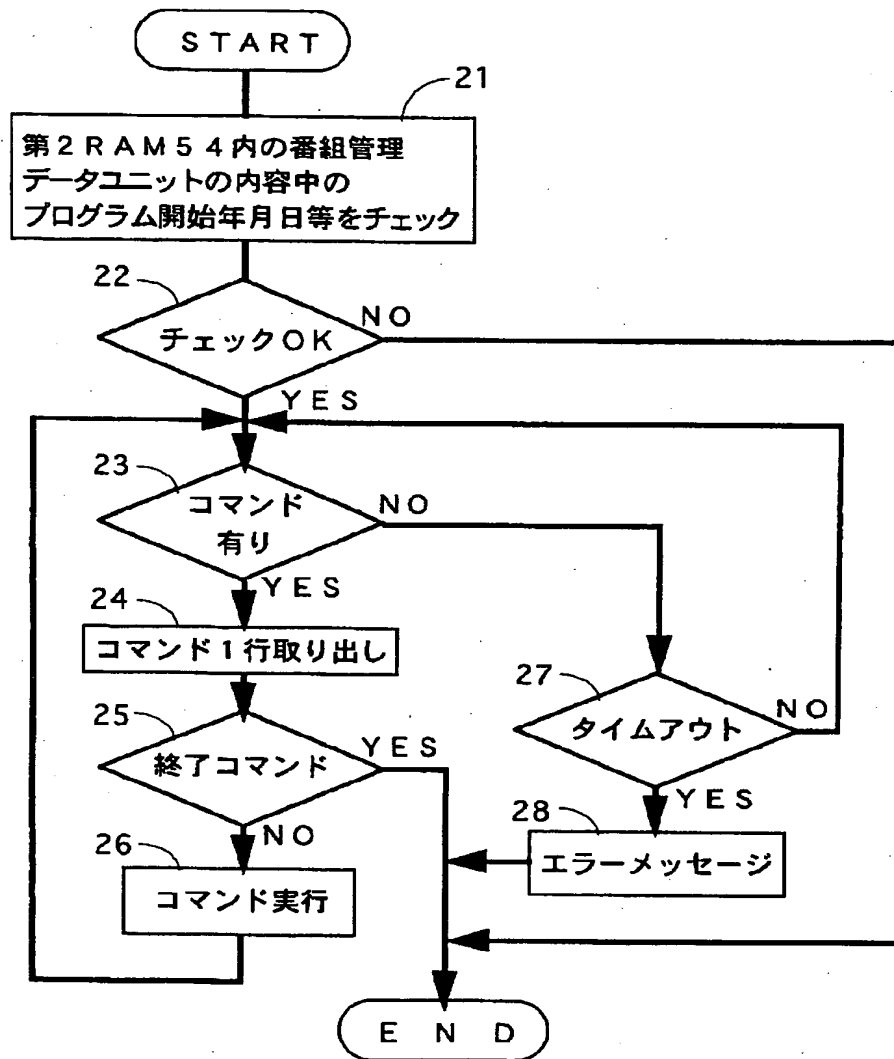 START
21
第2RAM54内の番組管理
データユニットの内容中の
プログラム開始年月日等をチェック
22
チェックOK
NO
YES
23
コマンド
有り
NO
YES
24
コマンド1行取り出し
27
タイムアウト
NO
25
終了コマンド
YES
YES
28
エラーメッセージ
NO
26
コマンド実行
END